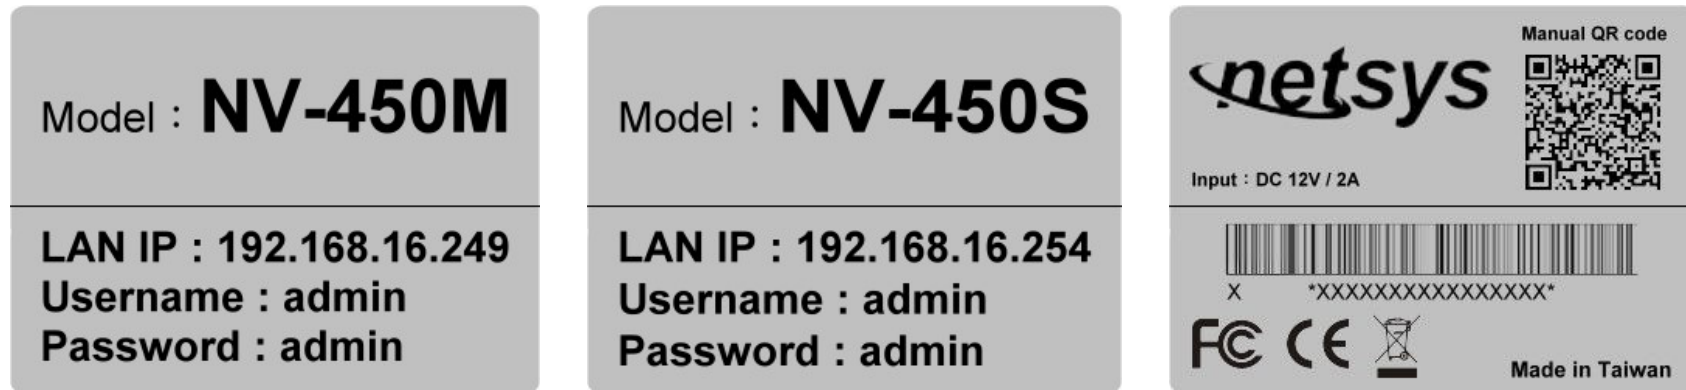 Model : NV-450M
LAN IP : 192.168.16.249
Username : admin
Password : admin
Model : NV-450S
LAN IP : 192.168.16.254
Username : admin
Password : admin
Manual QR code
netsys
Input : DC 12V / 2A
X *XXXXXXXXXXXXXXXX*
FC CE
Made in Taiwan